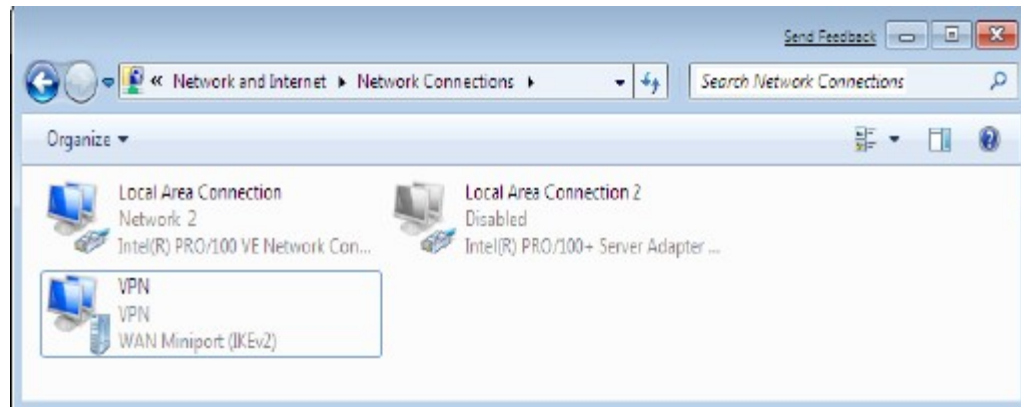 Send Feedback
« Network and Internet ▸ Network Connections ▸
Search Network Connections
Organize
Local Area Connection
Network 2
Intel(R) PRO/100 VE Network Con...
Local Area Connection 2
Disabled
Intel(R) PRO/100+ Server Adapter ...
VPN
VPN
WAN Miniport (IKEv2)